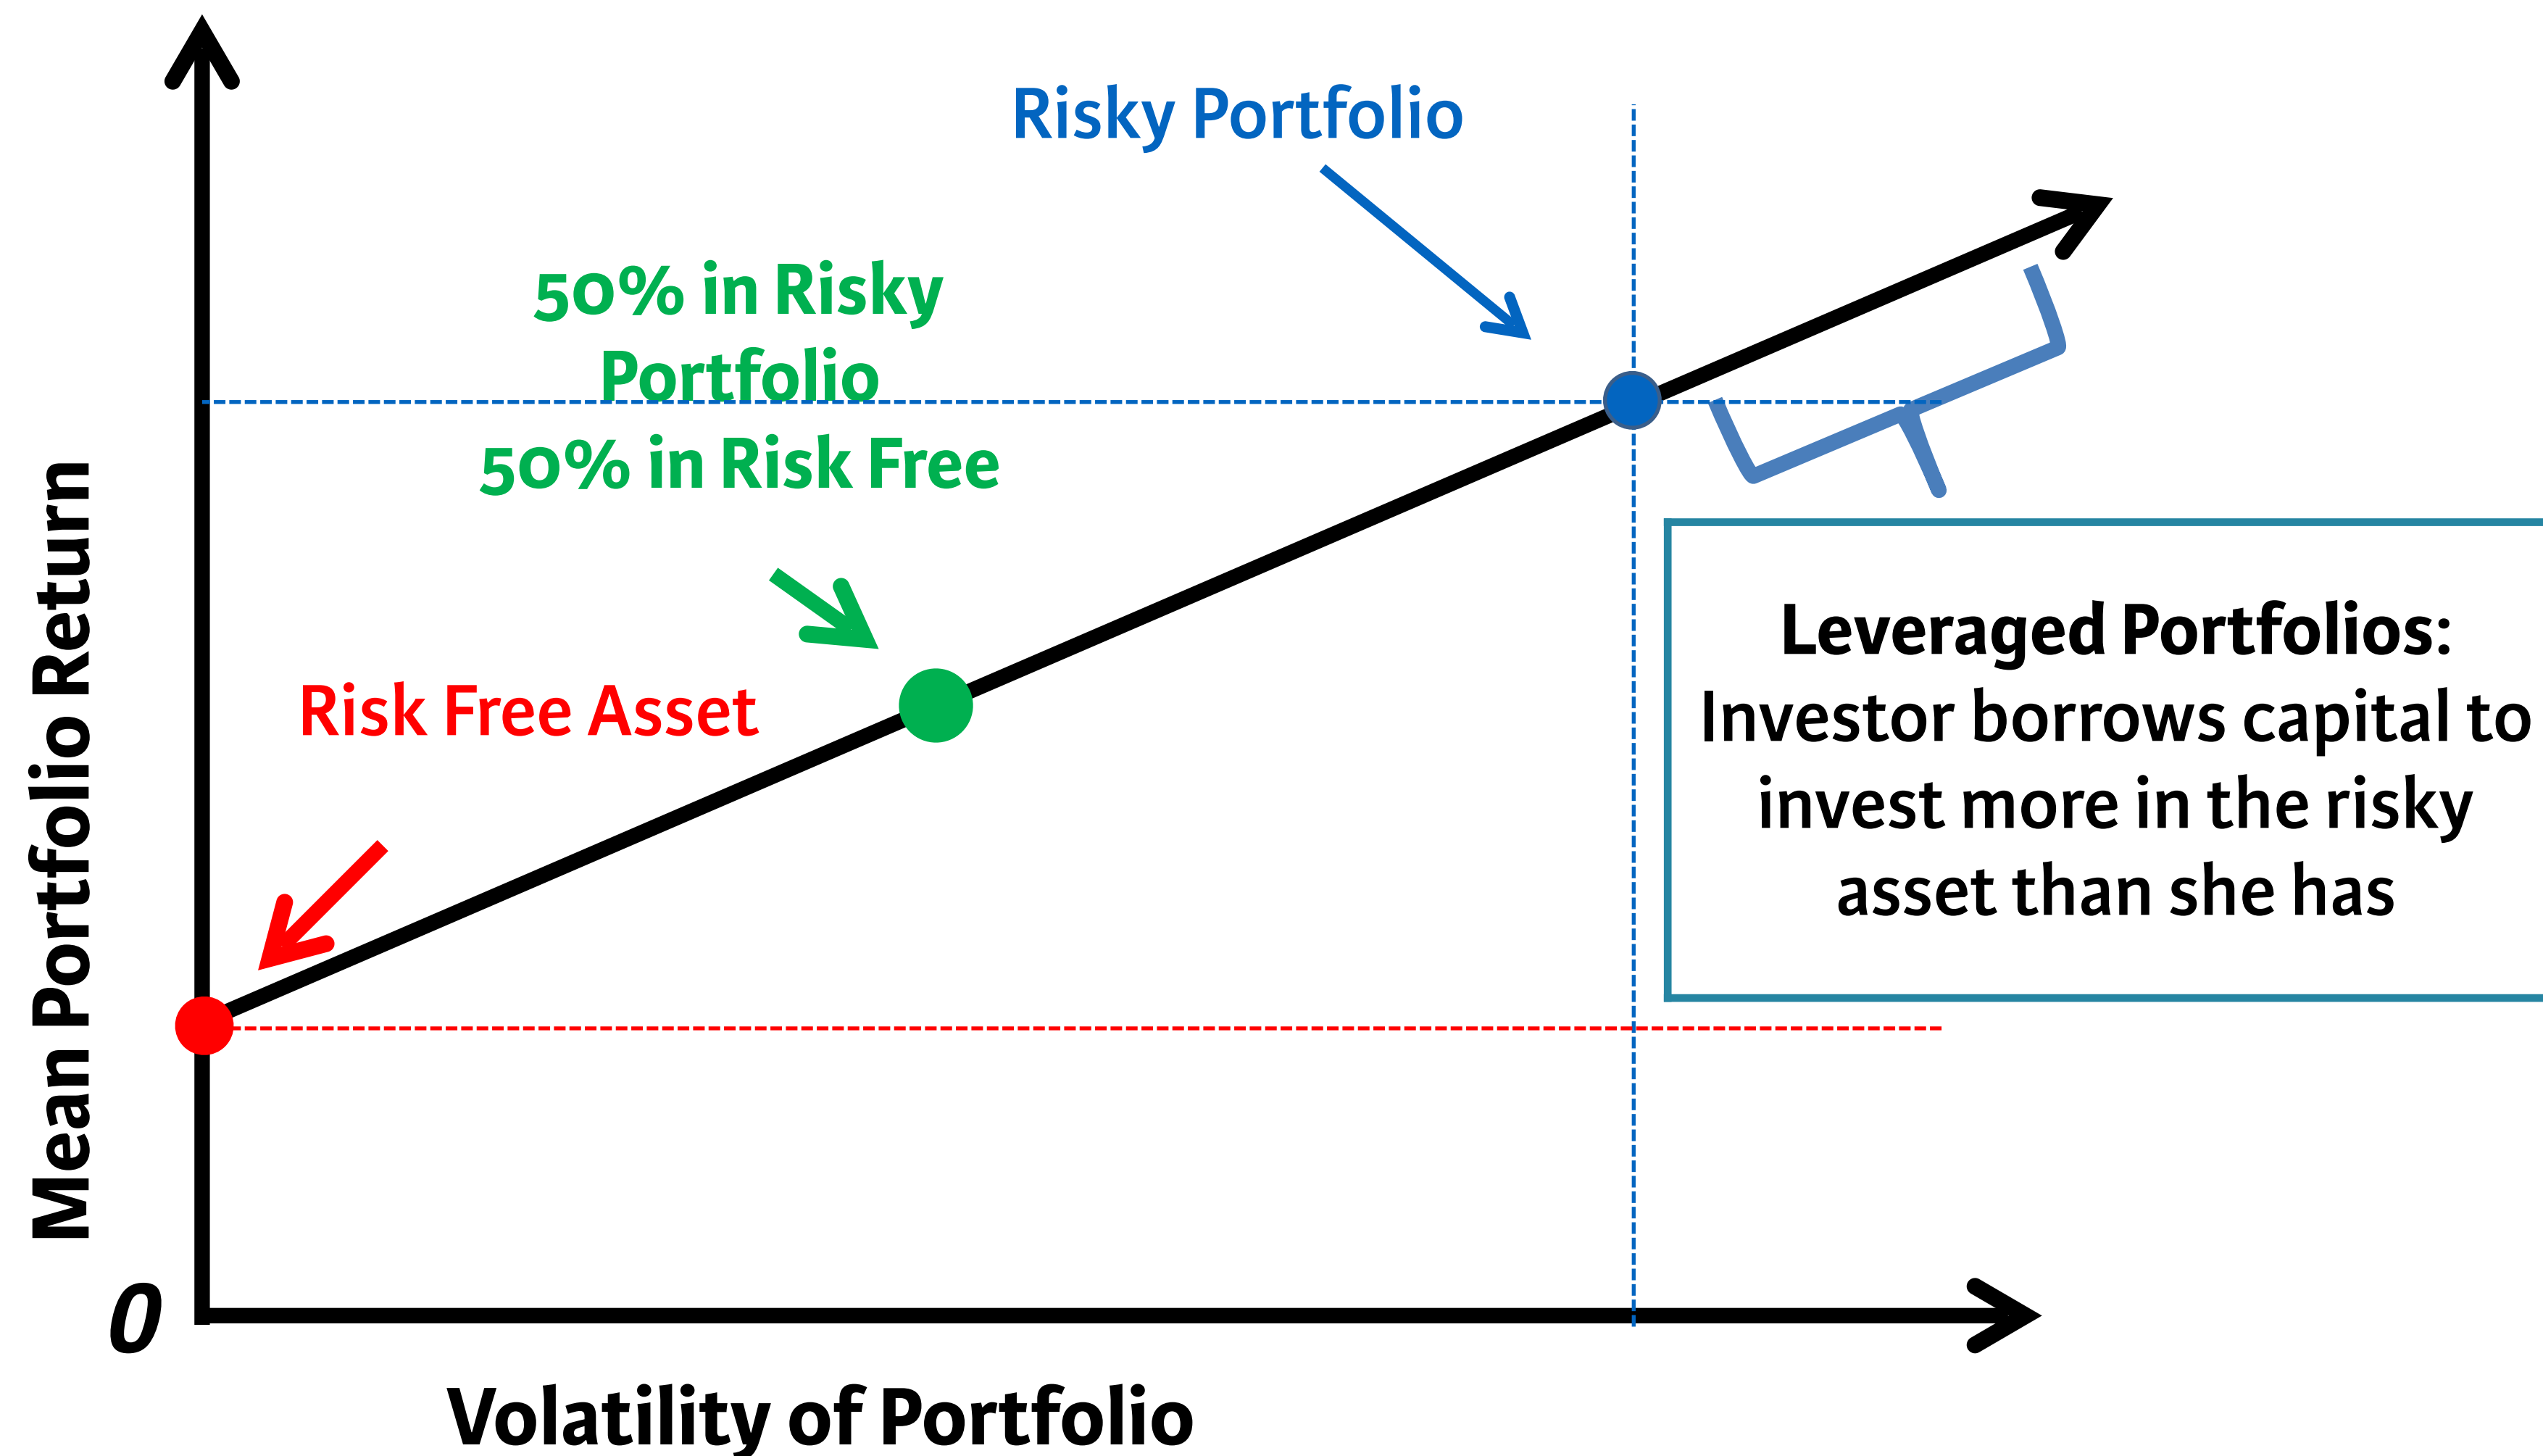 Risky Portfolio
50% in Risky
Portfolio
50% in Risk Free
Risk Free Asset
Leveraged Portfolios:
Investor borrows capital to
invest more in the risky
asset than she has
Mean Portfolio Return
0
Volatility of Portfolio